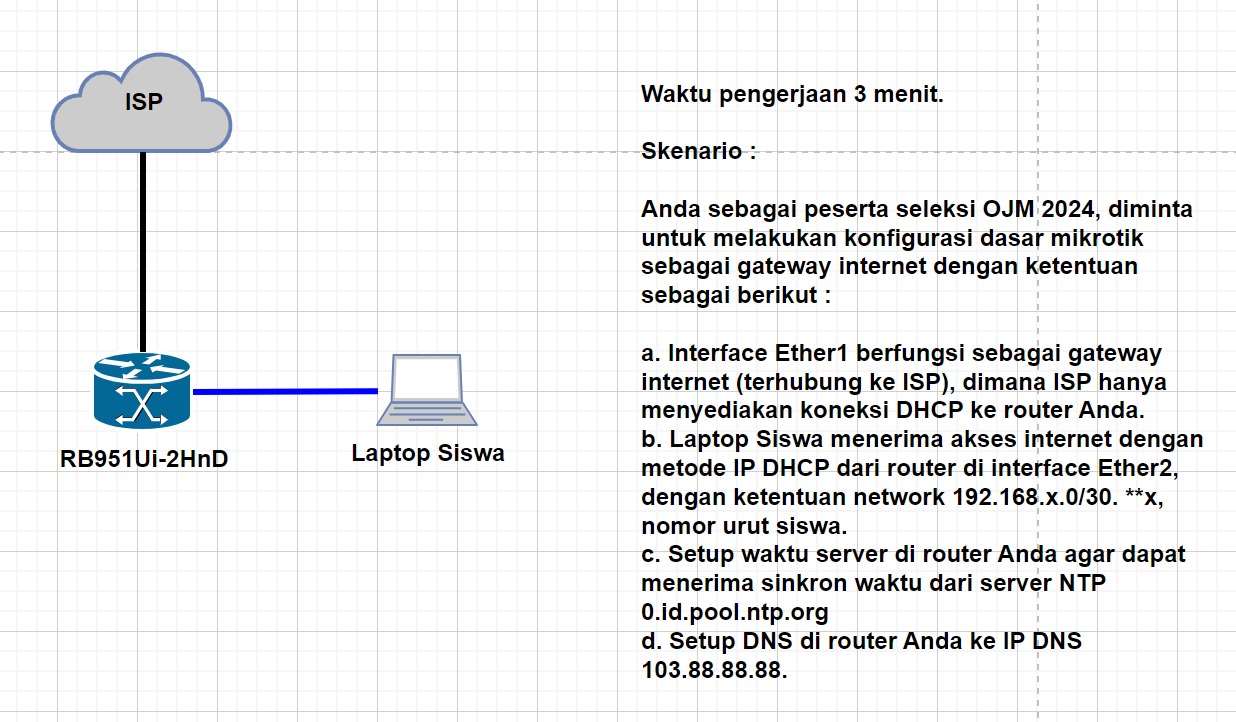 ISP
RB951Ui-2HnD
Laptop Siswa
Waktu pengerjaan 3 menit.
Skenario :
Anda sebagai peserta seleksi OJM 2024, diminta
untuk melakukan konfigurasi dasar mikrotik
sebagai gateway internet dengan ketentuan
sebagai berikut :
a. Interface Ether1 berfungsi sebagai gateway
internet (terhubung ke ISP), dimana ISP hanya
menyediakan koneksi DHCP ke router Anda.
b. Laptop Siswa menerima akses internet dengan
metode IP DHCP dari router di interface Ether2,
dengan ketentuan network 192.168.x.0/30. **x,
nomor urut siswa.
c. Setup waktu server di router Anda agar dapat
menerima sinkron waktu dari server NTP
0.id.pool.ntp.org
d. Setup DNS di router Anda ke IP DNS
103.88.88.88.